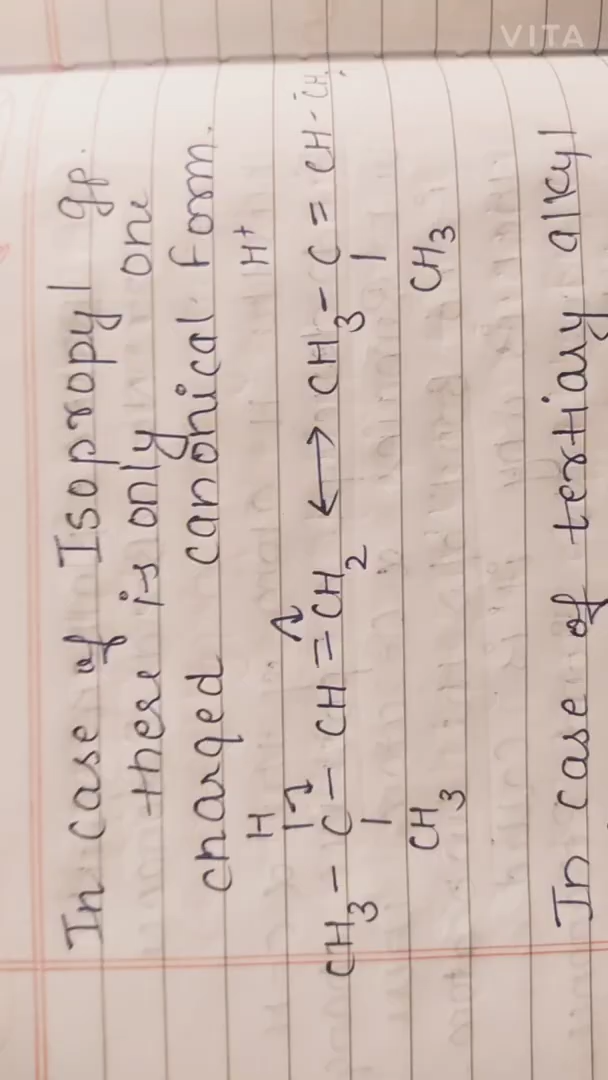 In case of Isopropyl gp.
there is only one
charged canonical form.
H H+
CH3 - C - CH = CH2 ↔ CH3 - C = CH - CH2
CH3 CH3
In case of tertiary alkyl
VITA